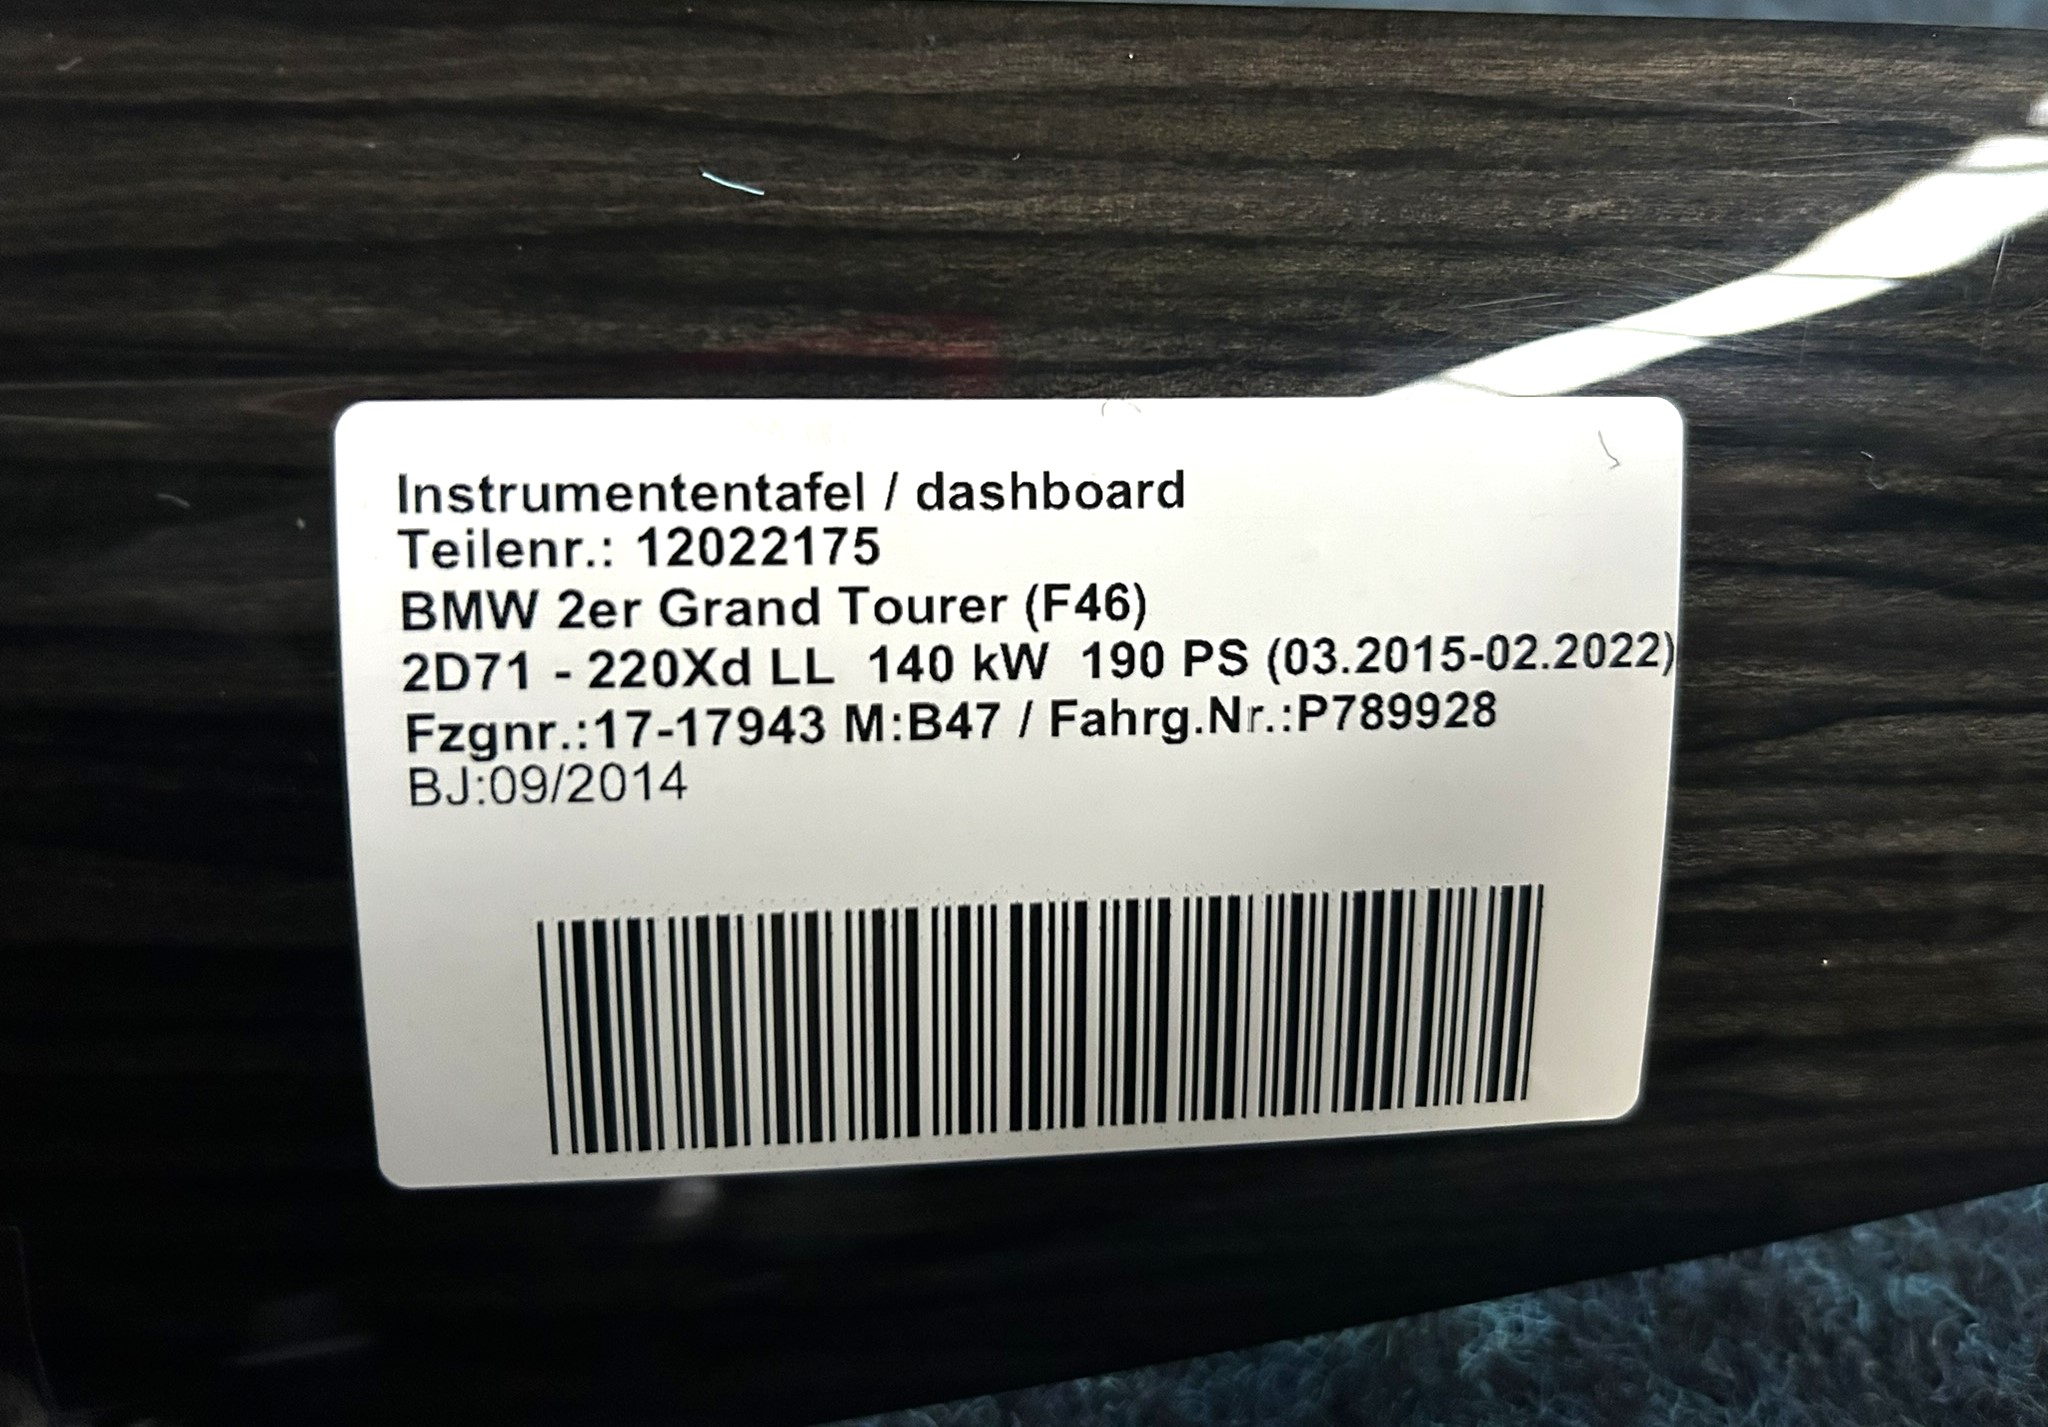 Instrumententafel / dashboard
Teilenr.: 12022175
BMW 2er Grand Tourer (F46)
2D71 - 220Xd LL  140 kW  190 PS (03.2015-02.2022)
Fzgnr.:17-17943 M:B47 / Fahrg.Nr.:P789928
BJ:09/2014